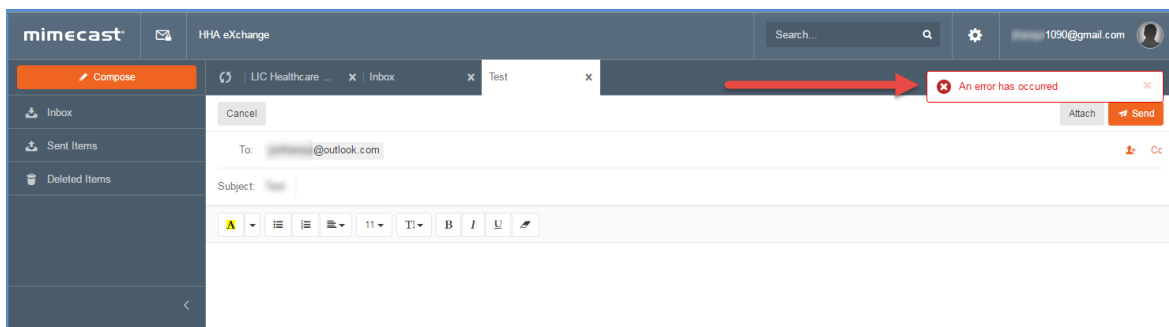 mimecast HHA eXchange Search... 1090@gmail.com
Compose LIC Healthcare ... x Inbox x Test x
An error has occurred ×
Inbox Cancel Attach Send
Sent Items To: @outlook.com Cc
Deleted Items Subject:
A 11 T B I U